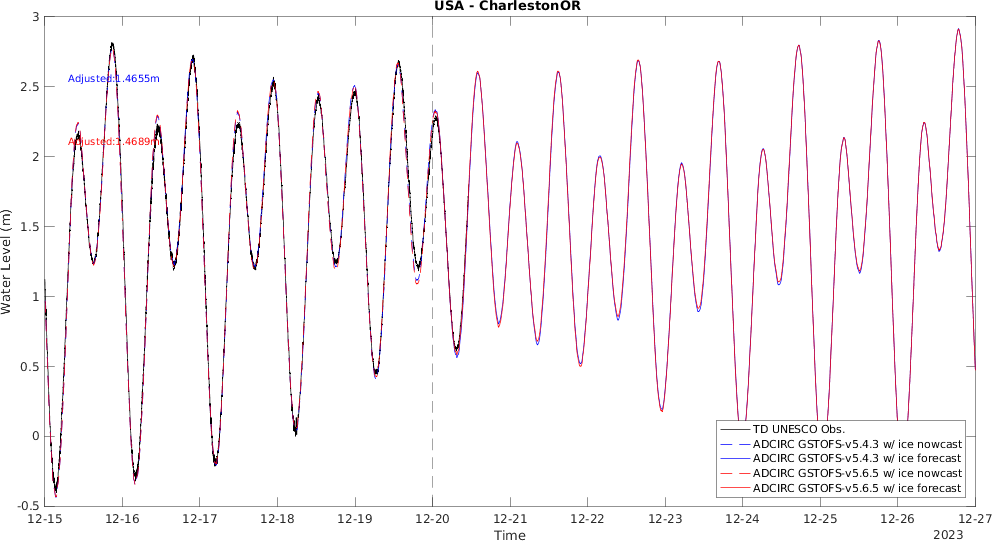 USA - CharlestonOR
3
2.5
2
1.5
1
0.5
0
-0.5
Water Level (m)
Adjusted:1.4655m
Adjusted:1.4689m
TD UNESCO Obs.
ADCIRC GSTOFS-v5.4.3 w/ ice nowcast
ADCIRC GSTOFS-v5.4.3 w/ ice forecast
ADCIRC GSTOFS-v5.6.5 w/ ice nowcast
ADCIRC GSTOFS-v5.6.5 w/ ice forecast
12-15 12-16 12-17 12-18 12-19 12-20 12-21 12-22 12-23 12-24 12-25 12-26 12-27
Time
2023